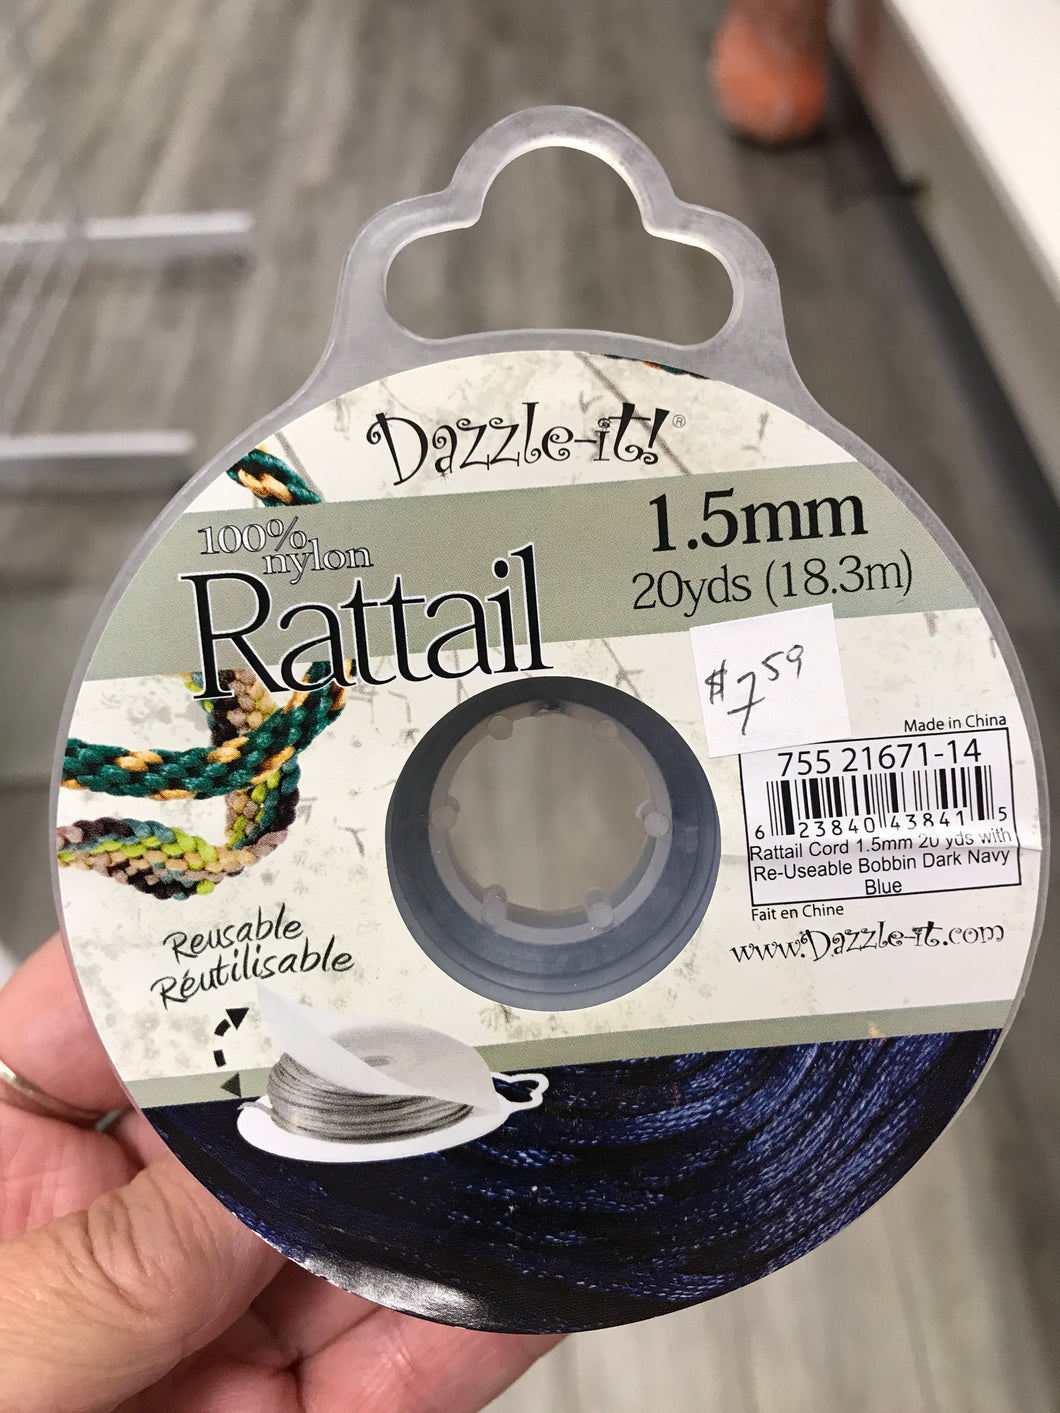 Dazzle-it!®
100%
nylon
Rattail
1.5mm
20yds (18.3m)
$7 59
Made in China
755 21671-14
6 23840 43841 5
Rattail Cord 1.5mm 20 yds with
Re-Useable Bobbin Dark Navy
Blue
Fait en Chine
www.Dazzle-it.com
Reusable
Réutilisable